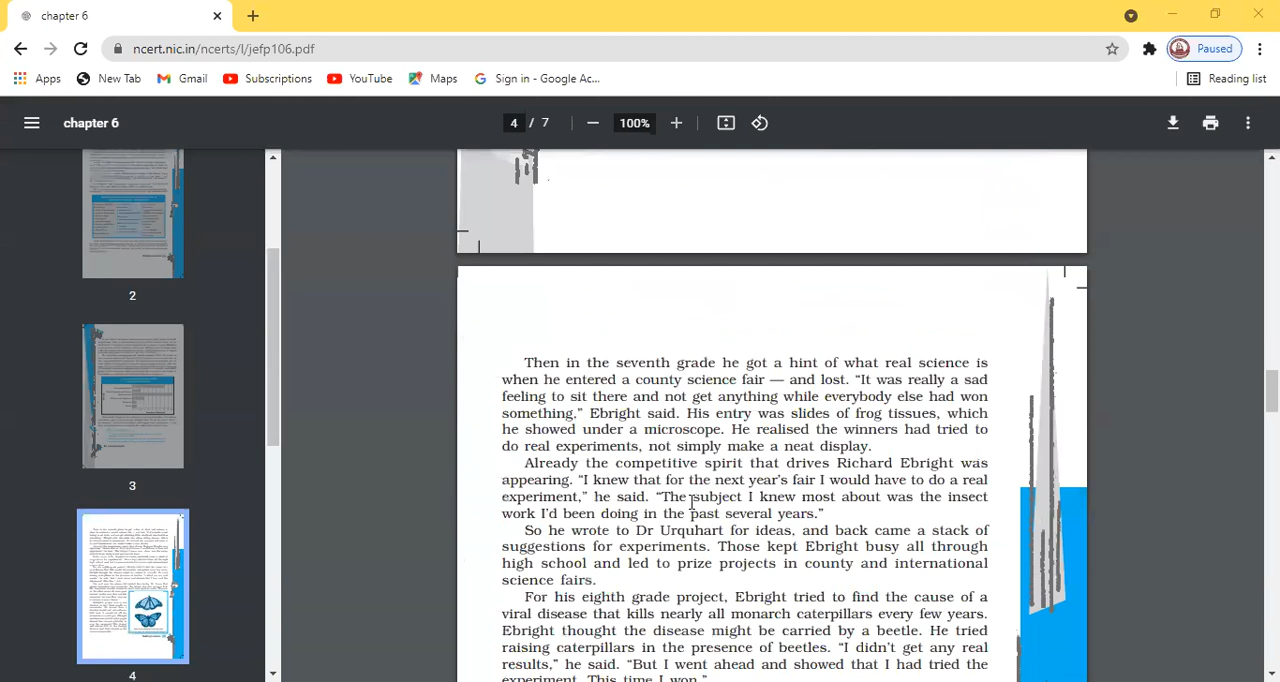 chapter 6
ncert.nic.in/ncerts/l/jefp106.pdf
Paused
Apps
New Tab
Gmail
Subscriptions
YouTube
Maps
Sign in - Google Ac...
Reading list
chapter 6
4 / 7
100%
2
3
4
Then in the seventh grade he got a hint of what real science is
when he entered a county science fair — and lost. “It was really a sad
feeling to sit there and not get anything while everybody else had won
something,” Ebright said. His entry was slides of frog tissues, which
he showed under a microscope. He realised the winners had tried to
do real experiments, not simply make a neat display.
Already the competitive spirit that drives Richard Ebright was
appearing. “I knew that for the next year’s fair I would have to do a real
experiment,” he said. “The subject I knew most about was the insect
work I’d been doing in the past several years.”
So he wrote to Dr Urquhart for ideas, and back came a stack of
suggestions for experiments. Those kept Ebright busy all through
high school and led to prize projects in county and international
science fairs.
For his eighth grade project, Ebright tried to find the cause of a
viral disease that kills nearly all monarch caterpillars every few years.
Ebright thought the disease might be carried by a beetle. He tried
raising caterpillars in the presence of beetles. “I didn’t get any real
results,” he said. “But I went ahead and showed that I had tried the
experiment. This time I won.”